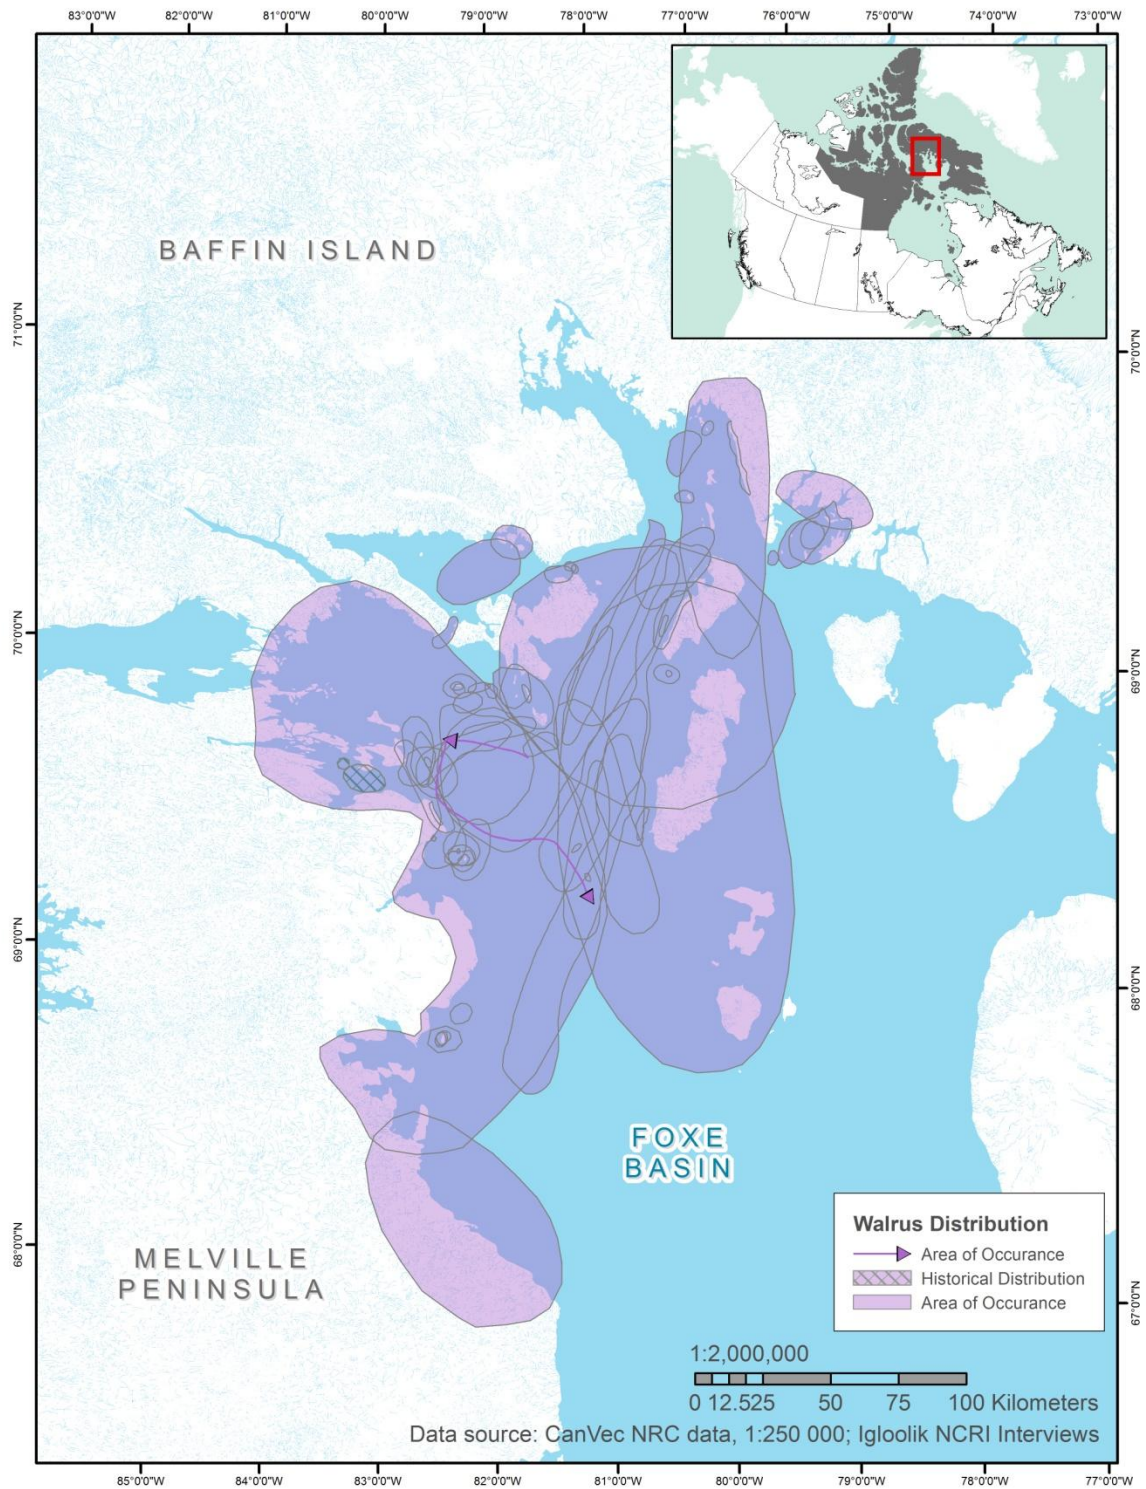 82°0'0"W 81°0'0"W 80°0'0"W 79°0'0"W 78°0'0"W 77°0'0"W 76°0'0"W 75°0'0"W 74°0'0"W 73°0'0"W
BAFFIN ISLAND
71°0'0"N
70°0'0"N
70°0'0"N
69°0'0"N
69°0'0"N
68°0'0"N
FOXE
BASIN
68°0'0"N
67°0'0"N
MELVILLE
PENINSULA
Walrus Distribution
Area of Occurance
Historical Distribution
Area of Occurance
1:2,000,000
0 12.525 50 75 100 Kilometers
Data source: CanVec NRC data, 1:250 000; Igloolik NCRI Interviews
85°0'0"W 84°0'0"W 83°0'0"W 82°0'0"W 81°0'0"W 80°0'0"W 79°0'0"W 78°0'0"W 77°0'0"W